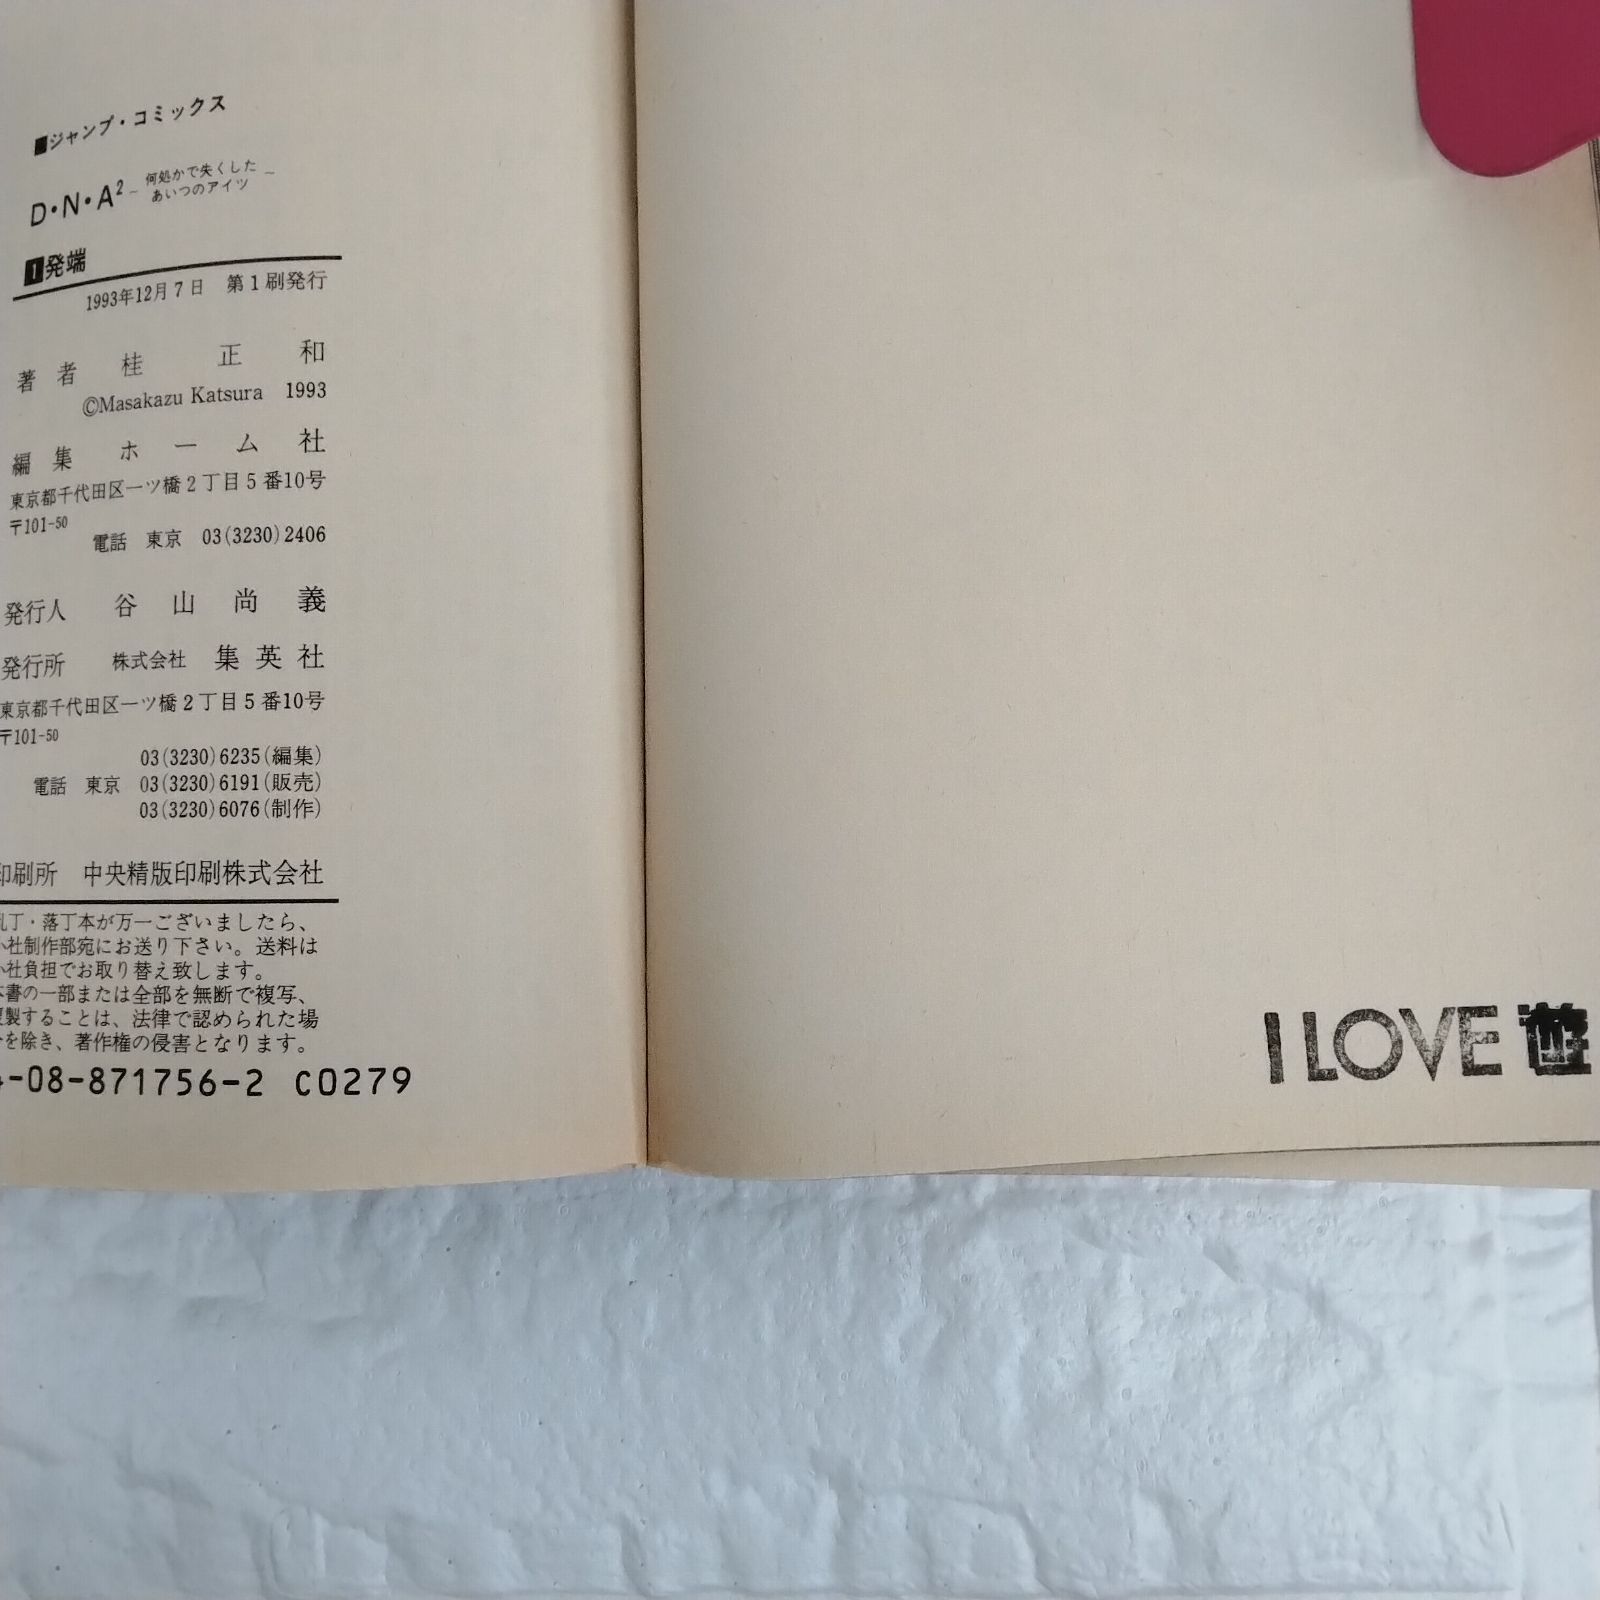 ■ジャンプ・コミックス
D・N・A²
～何処かで失くした
あいつのアイツ～
1発端
1993年12月7日 第1刷発行
著者 桂 正 和
©Masakazu Katsura 1993
編集 ホーム社
東京都千代田区一ツ橋2丁目5番10号
〒101-50
電話 東京 03(3230)2406
発行人 谷山尚義
発行所 株式会社 集英社
東京都千代田区一ツ橋2丁目5番10号
〒101-50
03(3230)6235(編集)
電話 東京 03(3230)6191(販売)
03(3230)6076(制作)
印刷所 中央精版印刷株式会社
乱丁・落丁本が万一ございましたら、
小社制作部宛にお送り下さい。送料は
小社負担でお取り替え致します。
本書の一部または全部を無断で複写、
複製することは、法律で認められた場
合を除き、著作権の侵害となります。
-08-871756-2 C0279
I LOVE 遊